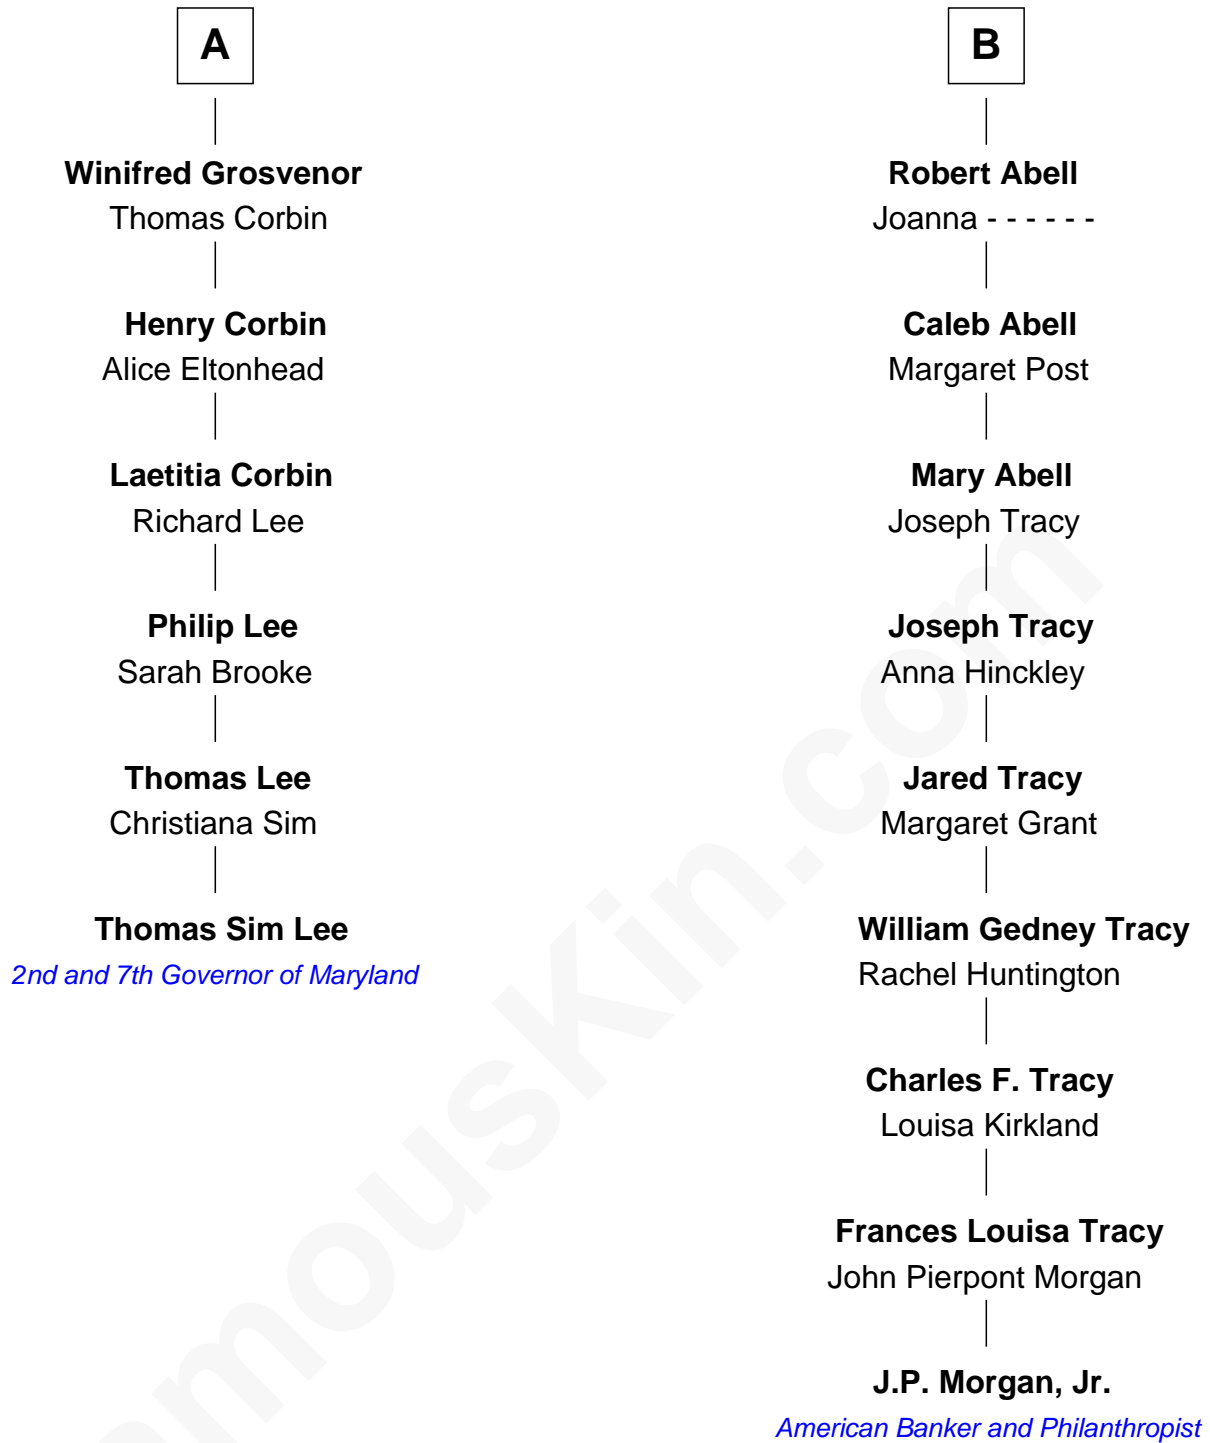 A
Winifred Grosvenor
Thomas Corbin
Henry Corbin
Alice Eltonhead
Laetitia Corbin
Richard Lee
Philip Lee
Sarah Brooke
Thomas Lee
Christiana Sim
Thomas Sim Lee
2nd and 7th Governor of Maryland
B
Robert Abell
Joanna - - - - - -
Caleb Abell
Margaret Post
Mary Abell
Joseph Tracy
Joseph Tracy
Anna Hinckley
Jared Tracy
Margaret Grant
William Gedney Tracy
Rachel Huntington
Charles F. Tracy
Louisa Kirkland
Frances Louisa Tracy
John Pierpont Morgan
J.P. Morgan, Jr.
American Banker and Philanthropist
amouskin.com